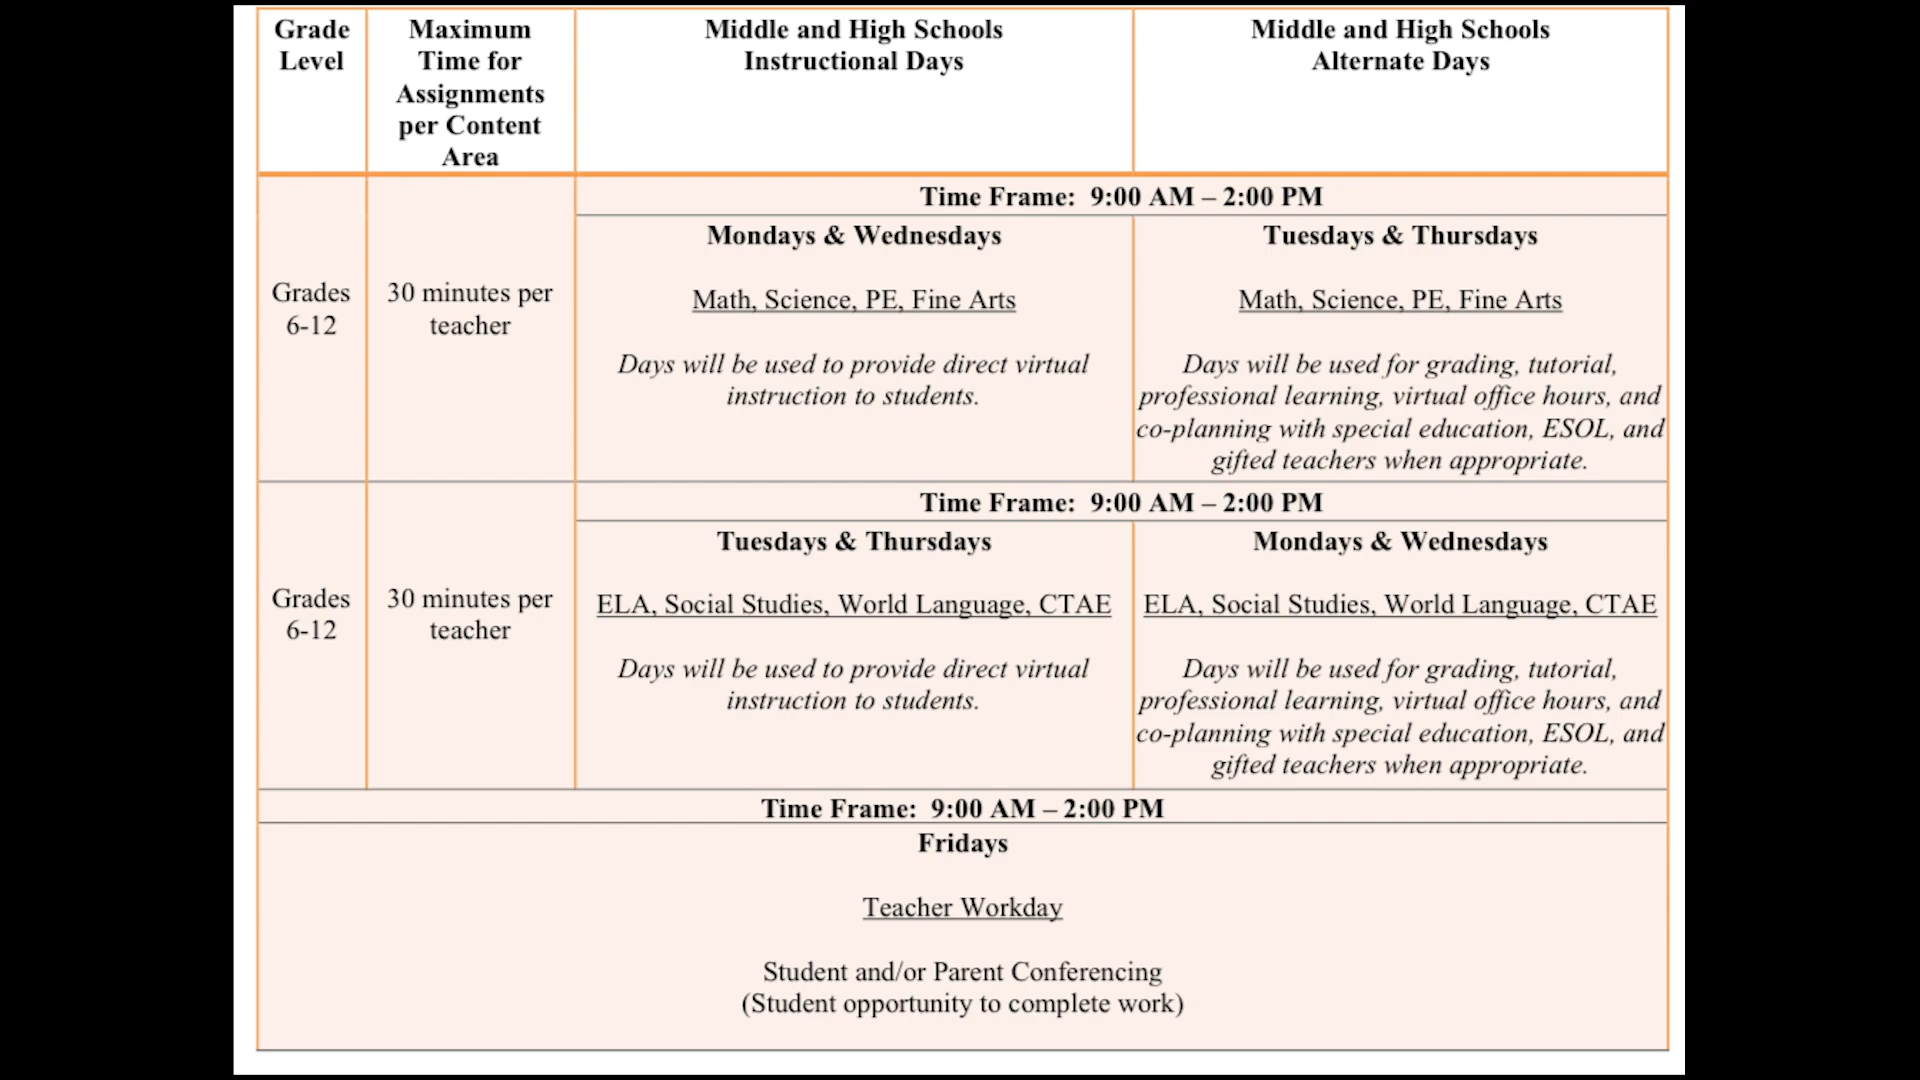 Grade
Level
Maximum
Time for
Assignments
per Content
Area
Middle and High Schools
Instructional Days
Middle and High Schools
Alternate Days
Time Frame:  9:00 AM – 2:00 PM
Grades
6-12
30 minutes per
teacher
Mondays & Wednesdays
Math, Science, PE, Fine Arts
Days will be used to provide direct virtual
instruction to students.
Tuesdays & Thursdays
Math, Science, PE, Fine Arts
Days will be used for grading, tutorial,
professional learning, virtual office hours, and
co-planning with special education, ESOL, and
gifted teachers when appropriate.
Time Frame:  9:00 AM – 2:00 PM
Grades
6-12
30 minutes per
teacher
Tuesdays & Thursdays
ELA, Social Studies, World Language, CTAE
Days will be used to provide direct virtual
instruction to students.
Mondays & Wednesdays
ELA, Social Studies, World Language, CTAE
Days will be used for grading, tutorial,
professional learning, virtual office hours, and
co-planning with special education, ESOL, and
gifted teachers when appropriate.
Time Frame:  9:00 AM – 2:00 PM
Fridays
Teacher Workday
Student and/or Parent Conferencing
(Student opportunity to complete work)